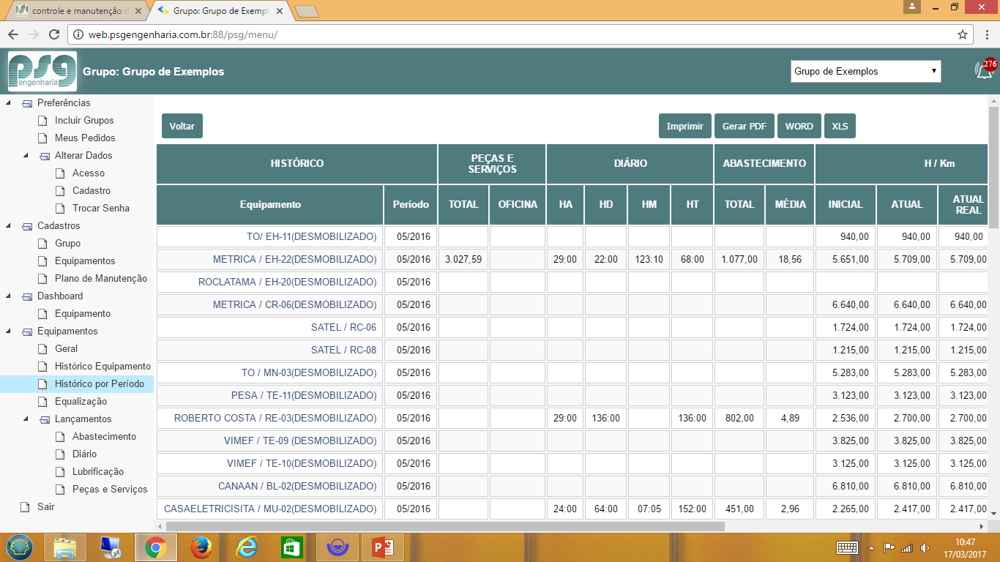 controle e manutenção d
Grupo: Grupo de Exempl
web.psgengenharia.com.br:88/psg/menu/
psg
engenharia
Grupo: Grupo de Exemplos
Grupo de Exemplos
276
Preferências
Incluir Grupos
Meus Pedidos
Alterar Dados
Acesso
Cadastro
Trocar Senha
Cadastros
Grupo
Equipamentos
Plano de Manutenção
Dashboard
Equipamento
Equipamentos
Geral
Histórico Equipamento
Histórico por Período
Equalização
Lançamentos
Abastecimento
Diário
Lubrificação
Peças e Serviços
Sair
Voltar
Imprimir Gerar PDF WORD XLS
HISTÓRICO PEÇAS E SERVIÇOS DIÁRIO ABASTECIMENTO H / Km
Equipamento Período TOTAL OFICINA HA HD HM HT TOTAL MÉDIA INICIAL ATUAL ATUAL REAL
TO/ EH-11(DESMOBILIZADO) 05/2016 940,00 940,00 940,00
METRICA / EH-22(DESMOBILIZADO) 05/2016 3.027,59 29:00 22:00 123:10 68:00 1.077,00 18,56 5.651,00 5.709,00 5.709,00
ROCLATAMA / EH-20(DESMOBILIZADO) 05/2016
METRICA / CR-06(DESMOBILIZADO) 05/2016 6.640,00 6.640,00 6.640,00
SATEL / RC-06 05/2016 1.724,00 1.724,00 1.724,00
SATEL / RC-08 05/2016 1.215,00 1.215,00 1.215,00
TO / MN-03(DESMOBILIZADO) 05/2016 5.283,00 5.283,00 5.283,00
PESA / TE-11(DESMOBILIZADO) 05/2016 3.123,00 3.123,00 3.123,00
ROBERTO COSTA / RE-03(DESMOBILIZADO) 05/2016 29:00 136:00 136:00 802,00 4,89 2.536,00 2.700,00 2.700,00
VIMEF / TE-09 (DESMOBILIZADO) 05/2016 3.825,00 3.825,00 3.825,00
VIMEF / TE-10(DESMOBILIZADO) 05/2016 3.125,00 3.125,00 3.125,00
CANAAN / BL-02(DESMOBILIZADO) 05/2016 6.810,00 6.810,00 6.810,00
CASAELETRICISITA / MU-02(DESMOBILIZADO) 05/2016 24:00 64:00 07:05 152:00 451,00 2,96 2.265,00 2.417,00 2.417,00
10:47
17/03/2017